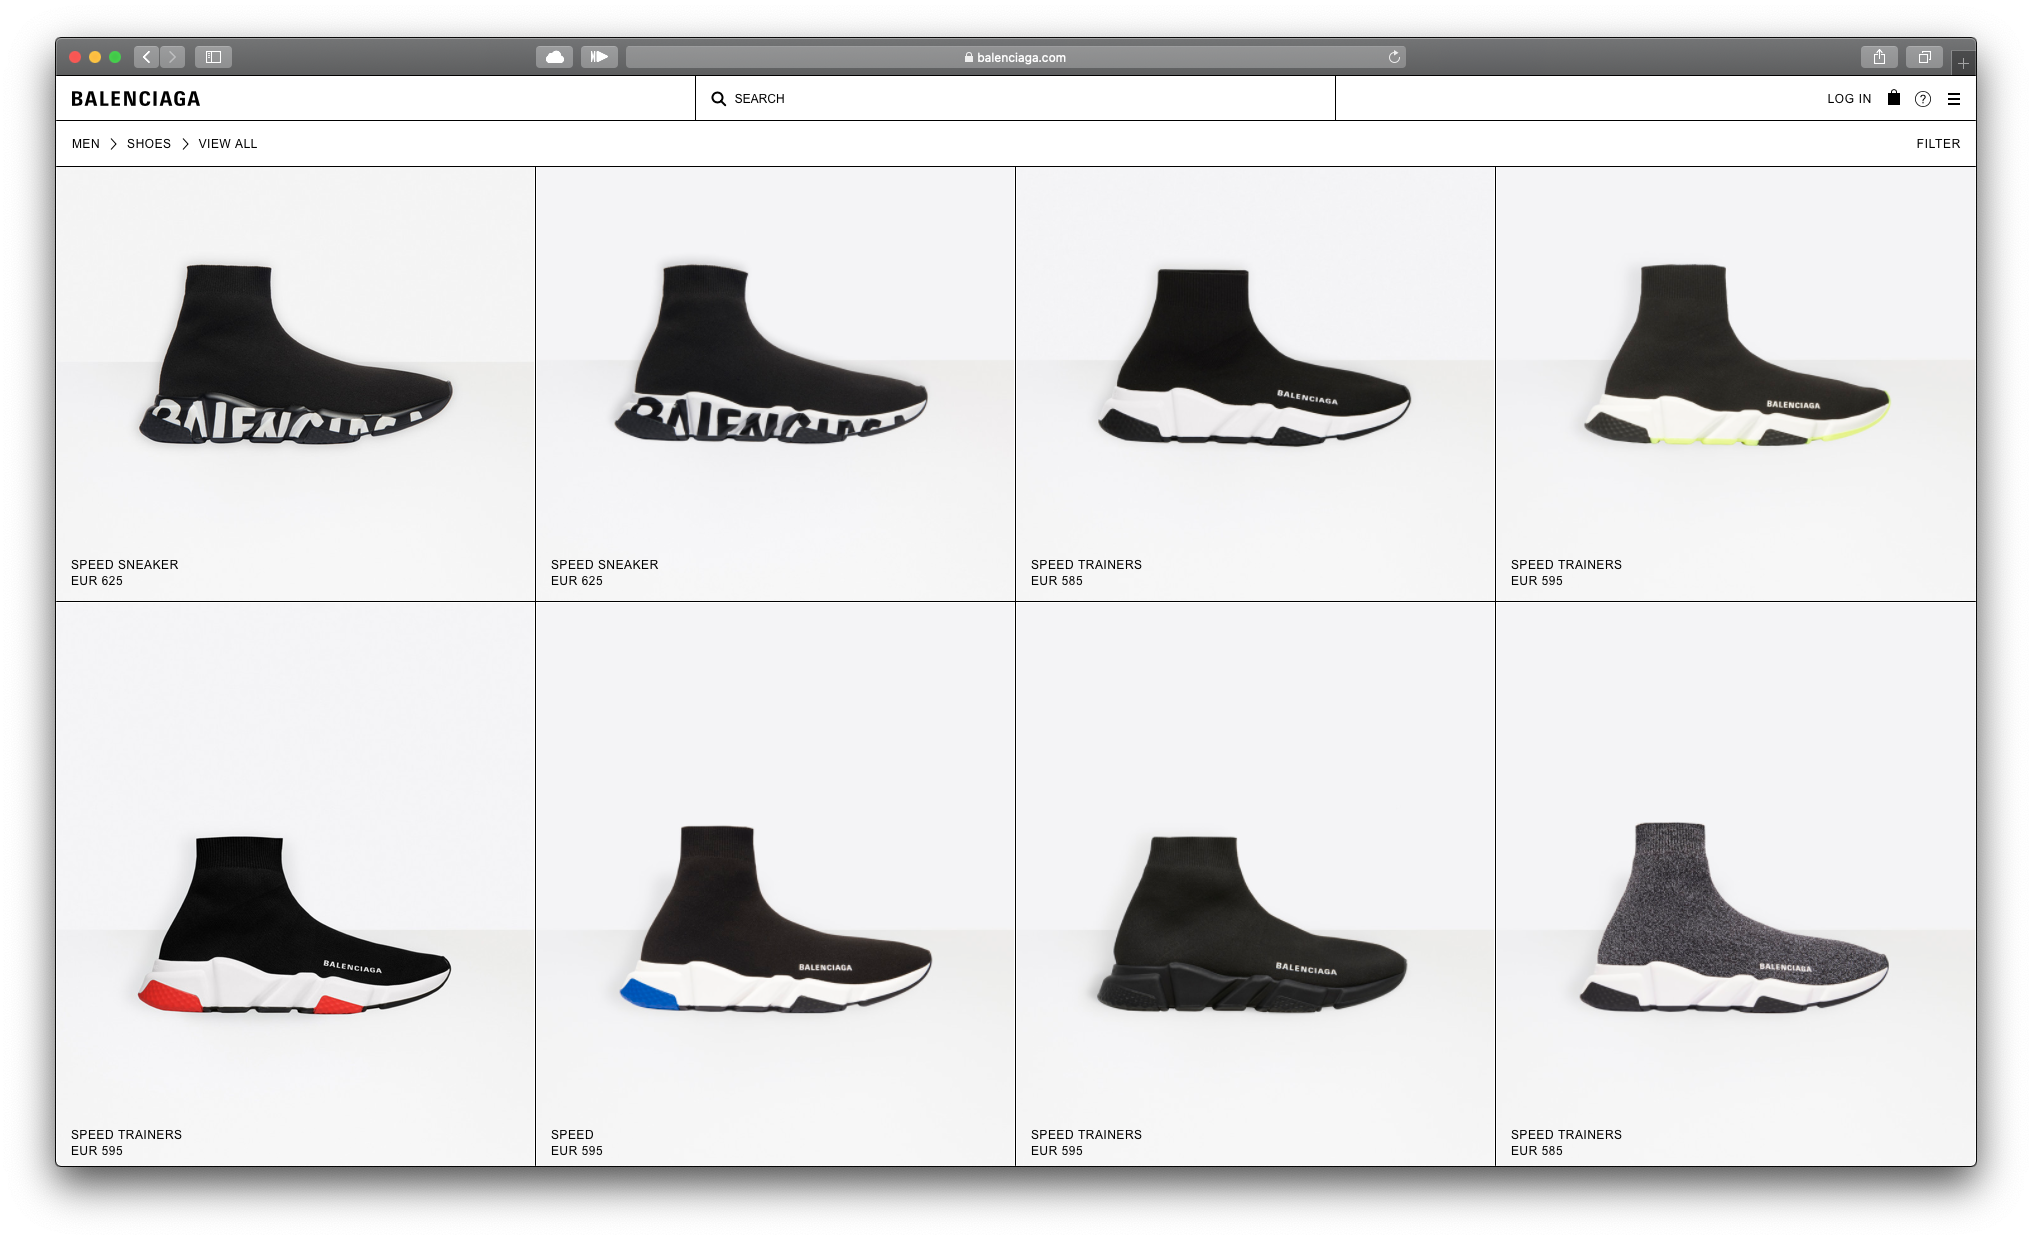 balenciaga.com
BALENCIAGA
SEARCH
LOG IN
?
MEN > SHOES > VIEW ALL
FILTER
BALENCIAGA
BALENCIAGA
BALENCIAGA
BALENCIAGA
SPEED SNEAKER
EUR 625
SPEED SNEAKER
EUR 625
SPEED TRAINERS
EUR 585
SPEED TRAINERS
EUR 595
BALENCIAGA
BALENCIAGA
BALENCIAGA
BALENCIAGA
SPEED TRAINERS
EUR 595
SPEED
EUR 595
SPEED TRAINERS
EUR 595
SPEED TRAINERS
EUR 585